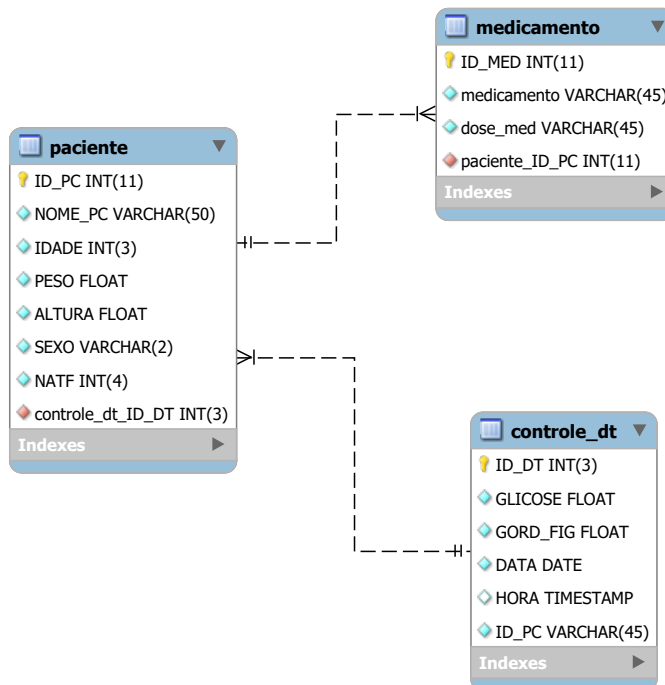 medicamento
ID_MED INT(11)
medicamento VARCHAR(45)
dose_med VARCHAR(45)
paciente_ID_PC INT(11)
Indexes
paciente
ID_PC INT(11)
NOME_PC VARCHAR(50)
IDADE INT(3)
PESO FLOAT
ALTURA FLOAT
SEXO VARCHAR(2)
NATF INT(4)
controle_dt_ID_DT INT(3)
Indexes
controle_dt
ID_DT INT(3)
GLICOSE FLOAT
GORD_FIG FLOAT
DATA DATE
HORA TIMESTAMP
ID_PC VARCHAR(45)
Indexes